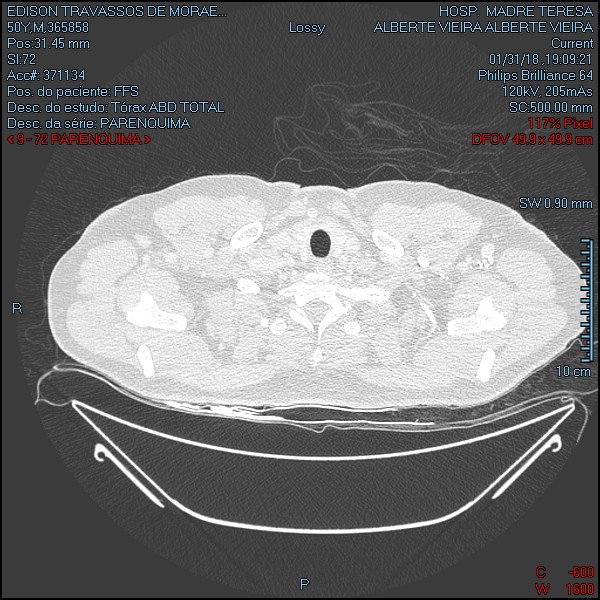 EDISON TRAVASSOS DE MORAE...
50Y,M,365858
Pos:31.45 mm
SI:72
Acc#: 371134
Pos. do paciente: FFS
Desc. do estudo: Tórax ABD TOTAL
Desc. da série: PARENQUIMA
< 9 - 72 PARENQUIMA >
Lossy
HOSP. MADRE TERESA
ALBERTE VIEIRA ALBERTE VIEIRA
Current
01/31/18 ,19:09:21
Philips Brilliance 64
120kV, 205mAs
SC:500.00 mm
117% Pixel
DFOV 49.9 x 49.9 cm
SW 0.90 mm
R
10 cm
P
C -600
W 1600